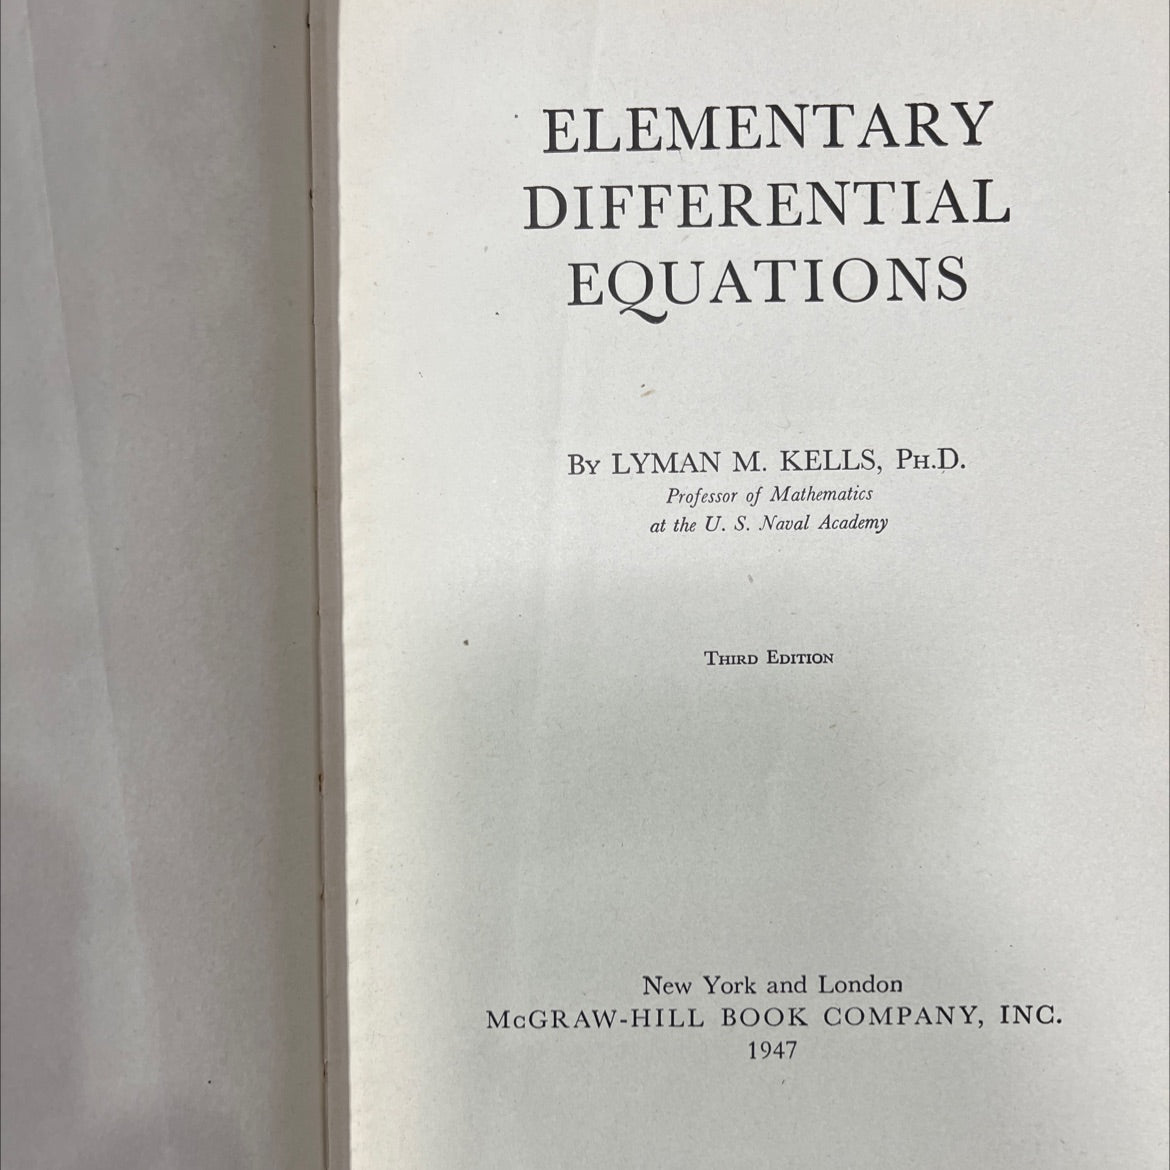 ELEMENTARY
DIFFERENTIAL
EQUATIONS
By LYMAN M. KELLS, Ph.D.
Professor of Mathematics
at the U. S. Naval Academy
Third Edition
New York and London
McGRAW-HILL BOOK COMPANY, INC.
1947